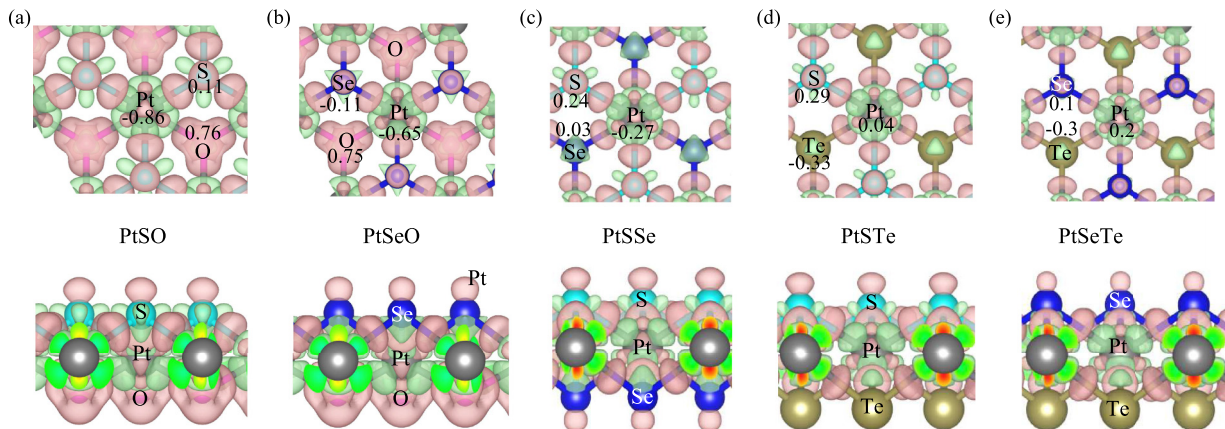 (a)
S
0.11
Pt
-0.86
0.76
O
(b)
O
Se
-0.11
Pt
-0.65
O
0.75
(c)
S
0.24
Pt
0.03
-0.27
Se
(d)
S
0.29
Pt
0.04
Te
-0.33
(e)
Se
0.1
Pt
-0.3
0.2
Te
PtSO
PtSeO
PtSSe
PtSTe
PtSeTe
S
Pt
O
Pt
Se
Pt
O
S
Pt
Se
S
Pt
Te
Se
Pt
Te